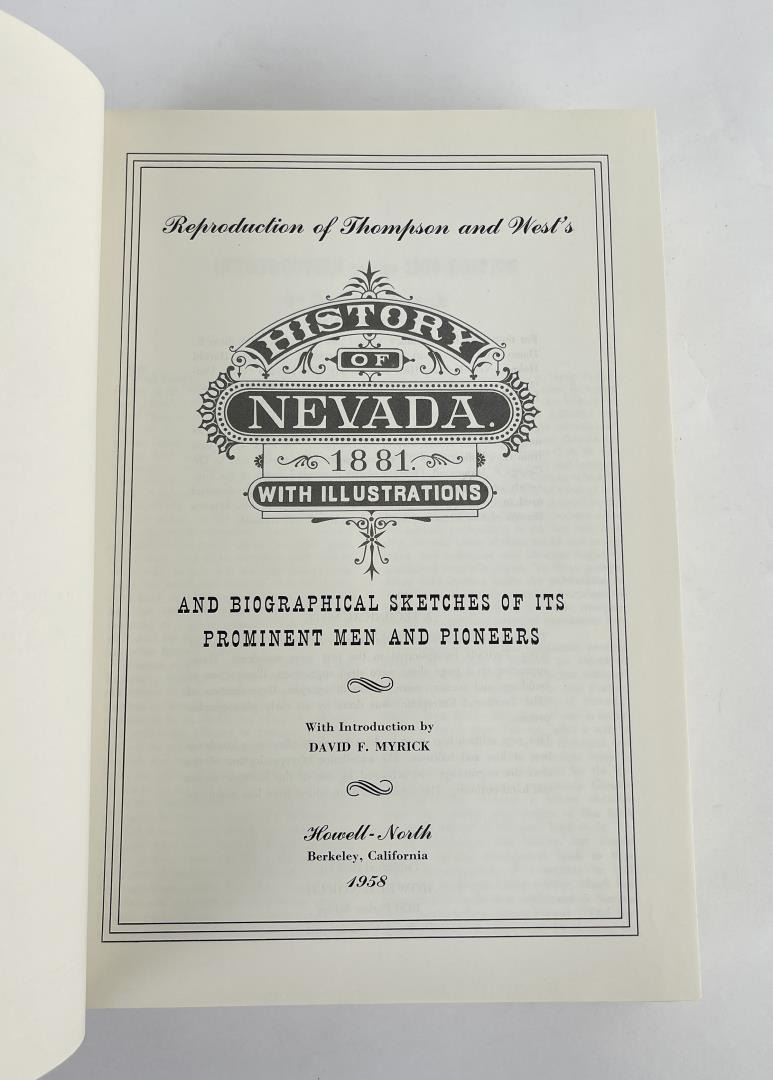 Reproduction of Thompson and West's
HISTORY
OF
NEVADA.
1881.
WITH ILLUSTRATIONS
AND BIOGRAPHICAL SKETCHES OF ITS
PROMINENT MEN AND PIONEERS
With Introduction by
DAVID F. MYRICK
Howell-North
Berkeley, California
1958